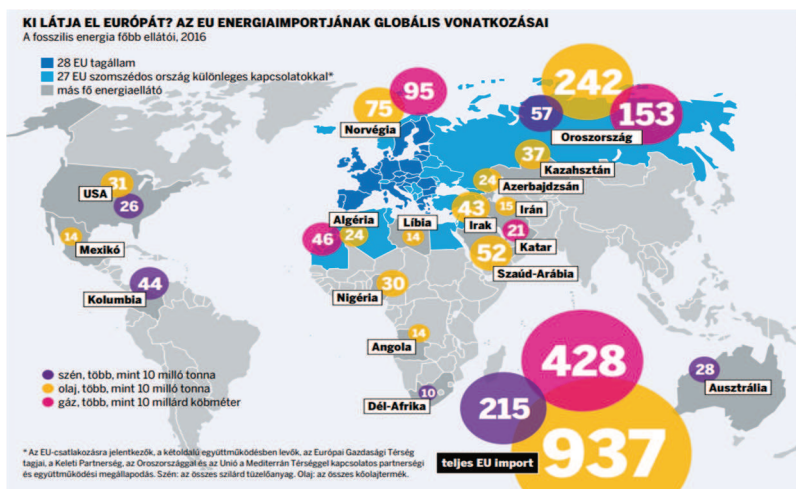 KI LÁTJA EL EURÓPÁT? AZ EU ENERGIAIMPORTJÁNAK GLOBÁLIS VONATKOZÁSAI
A fosszilis energia főbb ellátói, 2016
28 EU tagállam
27 EU szomszédos ország különleges kapcsolatokkal*
más fő energiaellátó
75
95
Norvégia
242
57
153
Oroszország
37
Kazahsztán
24
Azerbajdzsán
31
USA
26
14
Mexikó
44
Kolumbia
Algéria
46
24
Líbia
14
43
Irak
15
Irán
21
Katar
52
Szaúd-Arábia
30
Nigéria
14
Angola
10
Dél-Afrika
28
Ausztrália
szén, több, mint 10 milló tonna
olaj, több, mint 10 millió tonna
gáz, több, mint 10 millárd köbméter
428
215
937
teljes EU import
* Az EU-csatlakozásra jelentkezők, a kétoldalú együttműködésben levők, az Európai Gazdasági Térség
tagjai, a Keleti Partnerség, az Oroszországgal és az Unió a Mediterrán Térséggel kapcsolatos partnerségi
és együttműködési megállapodás. Szén: az összes szilárd tüzelőanyag. Olaj: az összes kőolajtermék.